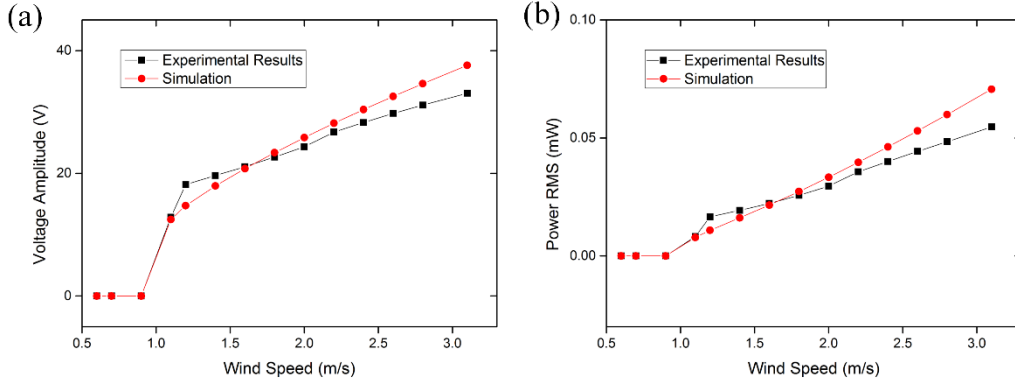 (a)
Voltage Amplitude (V)
40
20
0
Experimental Results
Simulation
0.5 1.0 1.5 2.0 2.5 3.0
Wind Speed (m/s)
(b)
Power RMS (mW)
0.10
0.05
0.00
-0.03
Experimental Results
Simulation
0.5 1.0 1.5 2.0 2.5 3.0
Wind Speed (m/s)